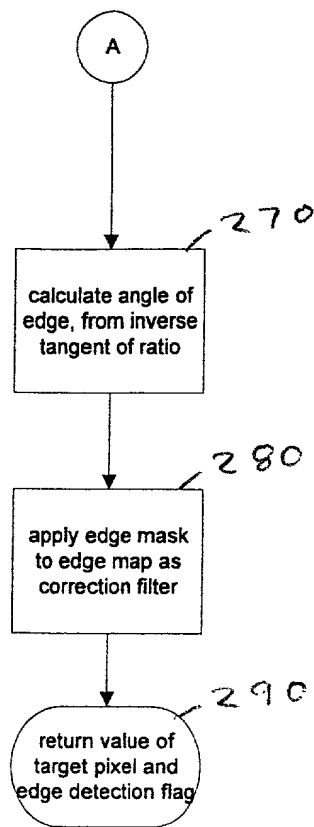 A
270
calculate angle of
edge, from inverse
tangent of ratio
280
apply edge mask
to edge map as
correction filter
290
return value of
target pixel and
edge detection flag